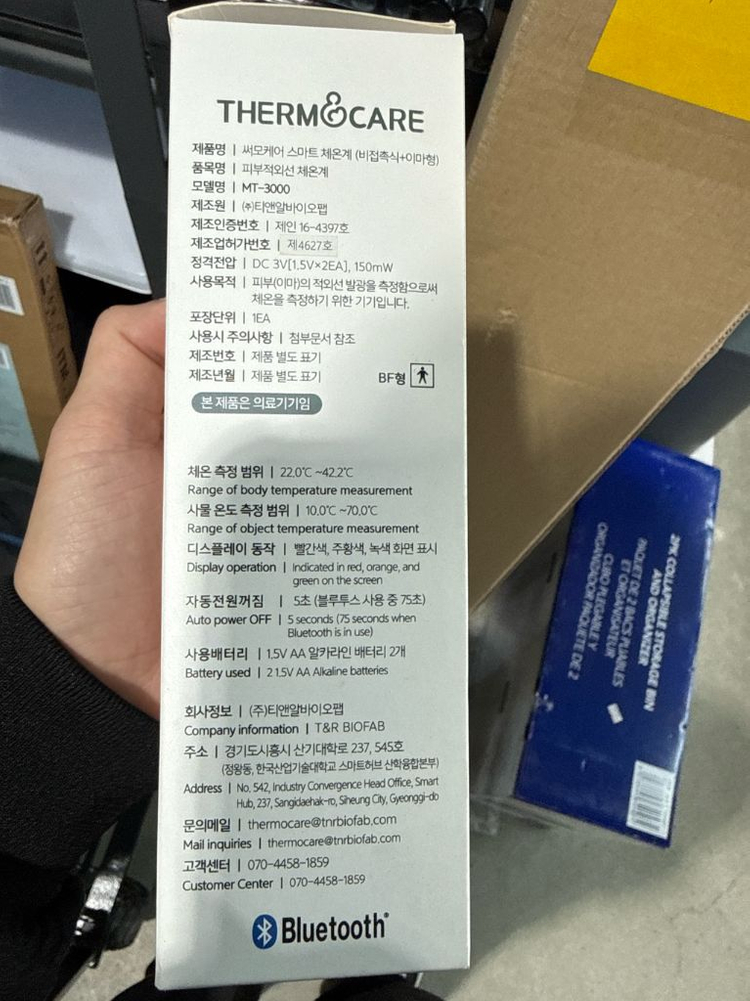 THERMOCARE
제품명 | 써모케어 스마트 체온계 (비접촉식+이마형)
품목명 | 피부적외선 체온계
모델명 | MT-3000
제조원 | ㈜티앤알바이오팹
제조인증번호 | 제인 16-4397호
제조업허가번호 | 제4627호
정격전압 | DC 3V[1.5V×2EA], 150mW
사용목적 | 피부(이마)의 적외선 발광을 측정함으로써
체온을 측정하기 위한 기기입니다.
포장단위 | 1EA
사용시 주의사항 | 첨부문서 참조
제조번호 | 제품 별도 표기
제조년월 | 제품 별도 표기
BF형
본 제품은 의료기기임
체온 측정 범위 | 22.0℃ ~42.2℃
Range of body temperature measurement
사물 온도 측정 범위 | 10.0℃ ~70.0℃
Range of object temperature measurement
디스플레이 동작 | 빨간색, 주황색, 녹색 화면 표시
Display operation | Indicated in red, orange, and
green on the screen
자동전원꺼짐 | 5초 (블루투스 사용 중 75초)
Auto power OFF | 5 seconds (75 seconds when
Bluetooth is in use)
사용배터리 | 1.5V AA 알카라인 배터리 2개
Battery used | 2 1.5V AA Alkaline batteries
회사정보 | (주)티앤알바이오팹
Company information | T&R BIOFAB
주소 | 경기도시흥시 산기대학로 237, 545호
(정왕동, 한국산업기술대학교 스마트허브 산학융합본부)
Address | No. 542, Industry Convergence Head Office, Smart
Hub, 237, Sangidaehak-ro, Siheung City, Gyeonggi-do
문의메일 | thermocare@tnrbiofab.com
Mail inquiries | thermocare@tnrbiofab.com
고객센터 | 070-4458-1859
Customer Center | 070-4458-1859
Bluetooth®
2PK COLLAPSIBLE STORAGE BIN
AND ORGANIZER
PAQUET DE 2 BACS PLIABLES
ET ORGANISATEUR
CUBO PLEGABLE Y
ORGANIZADOR PAQUETE DE 2